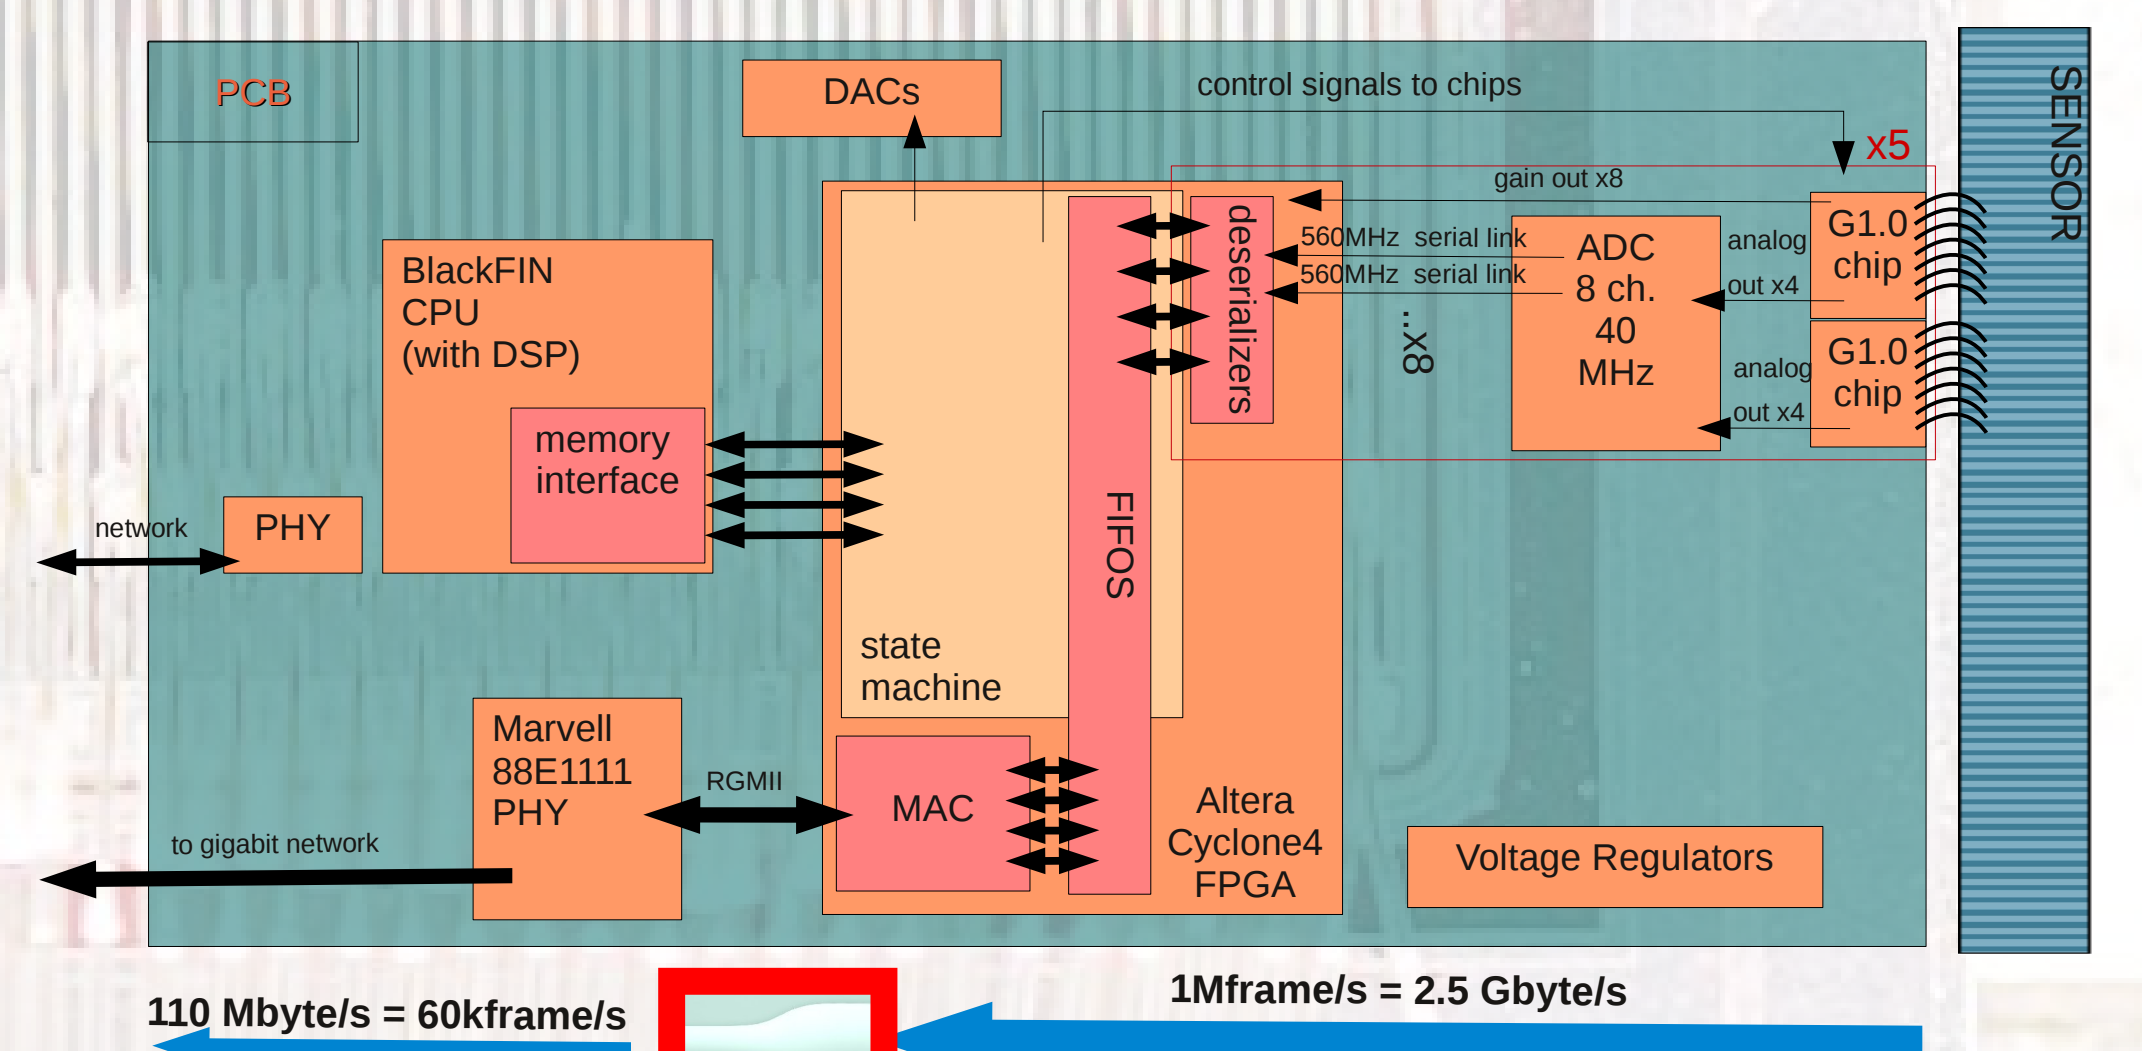 PCB
DACs
control signals to chips
x5
SENSOR
gain out x8
G1.0
chip
deserializers
560MHz serial link
560MHz serial link
..x8
ADC
8 ch.
40
MHz
analog
out x4
G1.0
chip
analog
out x4
BlackFIN
CPU
(with DSP)
memory
interface
network
PHY
FIFOS
state
machine
Marvell
88E1111
PHY
RGMII
MAC
Altera
Cyclone4
FPGA
Voltage Regulators
to gigabit network
110 Mbyte/s = 60kframe/s
1Mframe/s = 2.5 Gbyte/s